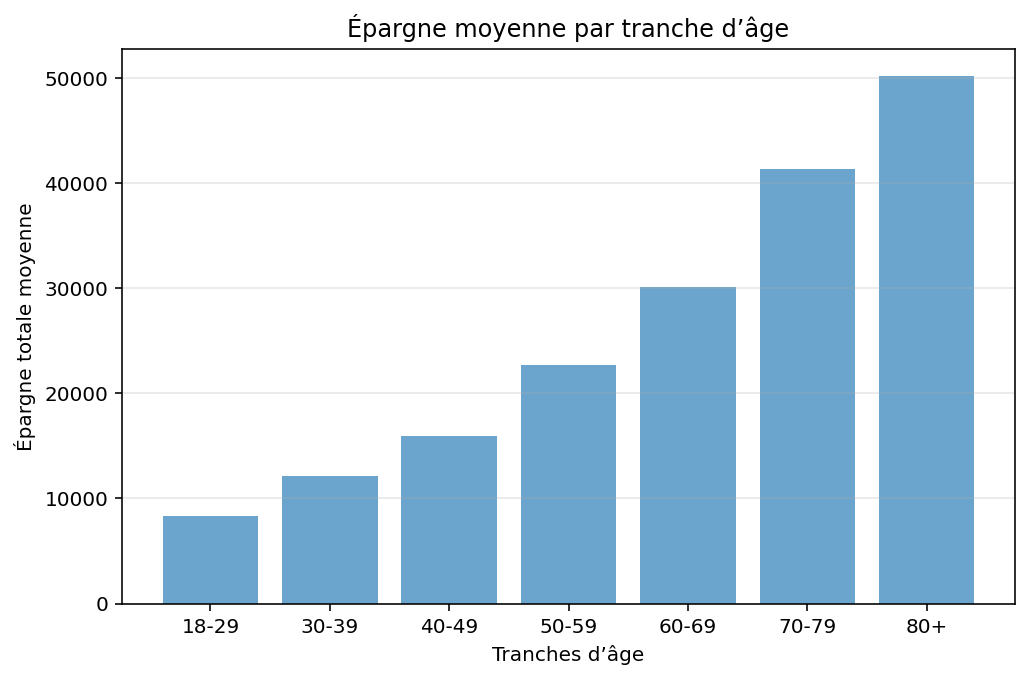 Épargne moyenne par tranche d’âge
Épargne totale moyenne
50000
40000
30000
20000
10000
0
18-29 30-39 40-49 50-59 60-69 70-79 80+
Tranches d’âge